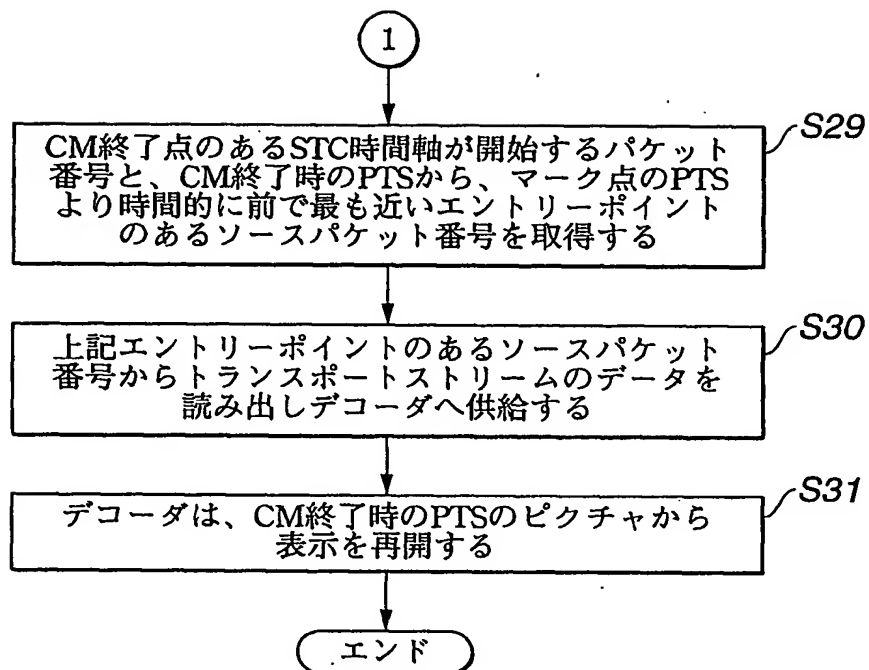 1
S29
CM終了点のあるSTC時間軸が開始するパケット
番号と、CM終了時のPTSから、マーク点のPTS
より時間的に前で最も近いエントリーポイント
のあるソースパケット番号を取得する
S30
上記エントリーポイントのあるソースパケット
番号からトランスポートストリームのデータを
読み出しデコーダへ供給する
S31
デコーダは、CM終了時のPTSのピクチャから
表示を再開する
エンド